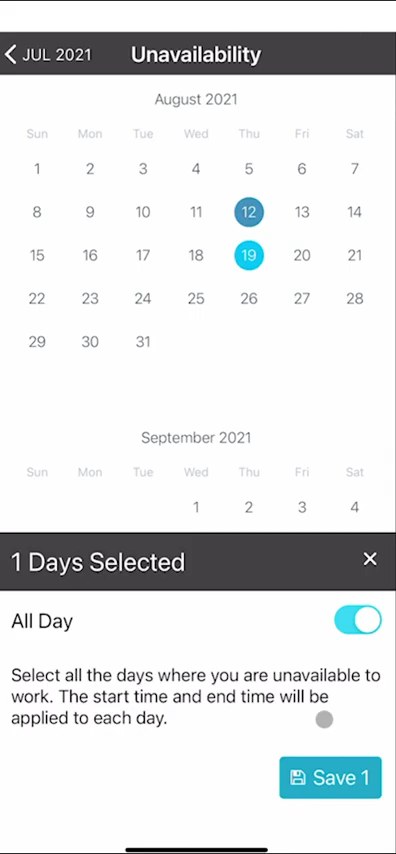 JUL 2021 Unavailability
August 2021
Sun Mon Tue Wed Thu Fri Sat
1 2 3 4 5 6 7
8 9 10 11 12 13 14
15 16 17 18 19 20 21
22 23 24 25 26 27 28
29 30 31
September 2021
Sun Mon Tue Wed Thu Fri Sat
1 2 3 4
1 Days Selected
All Day
Select all the days where you are unavailable to
work. The start time and end time will be
applied to each day.
Save 1